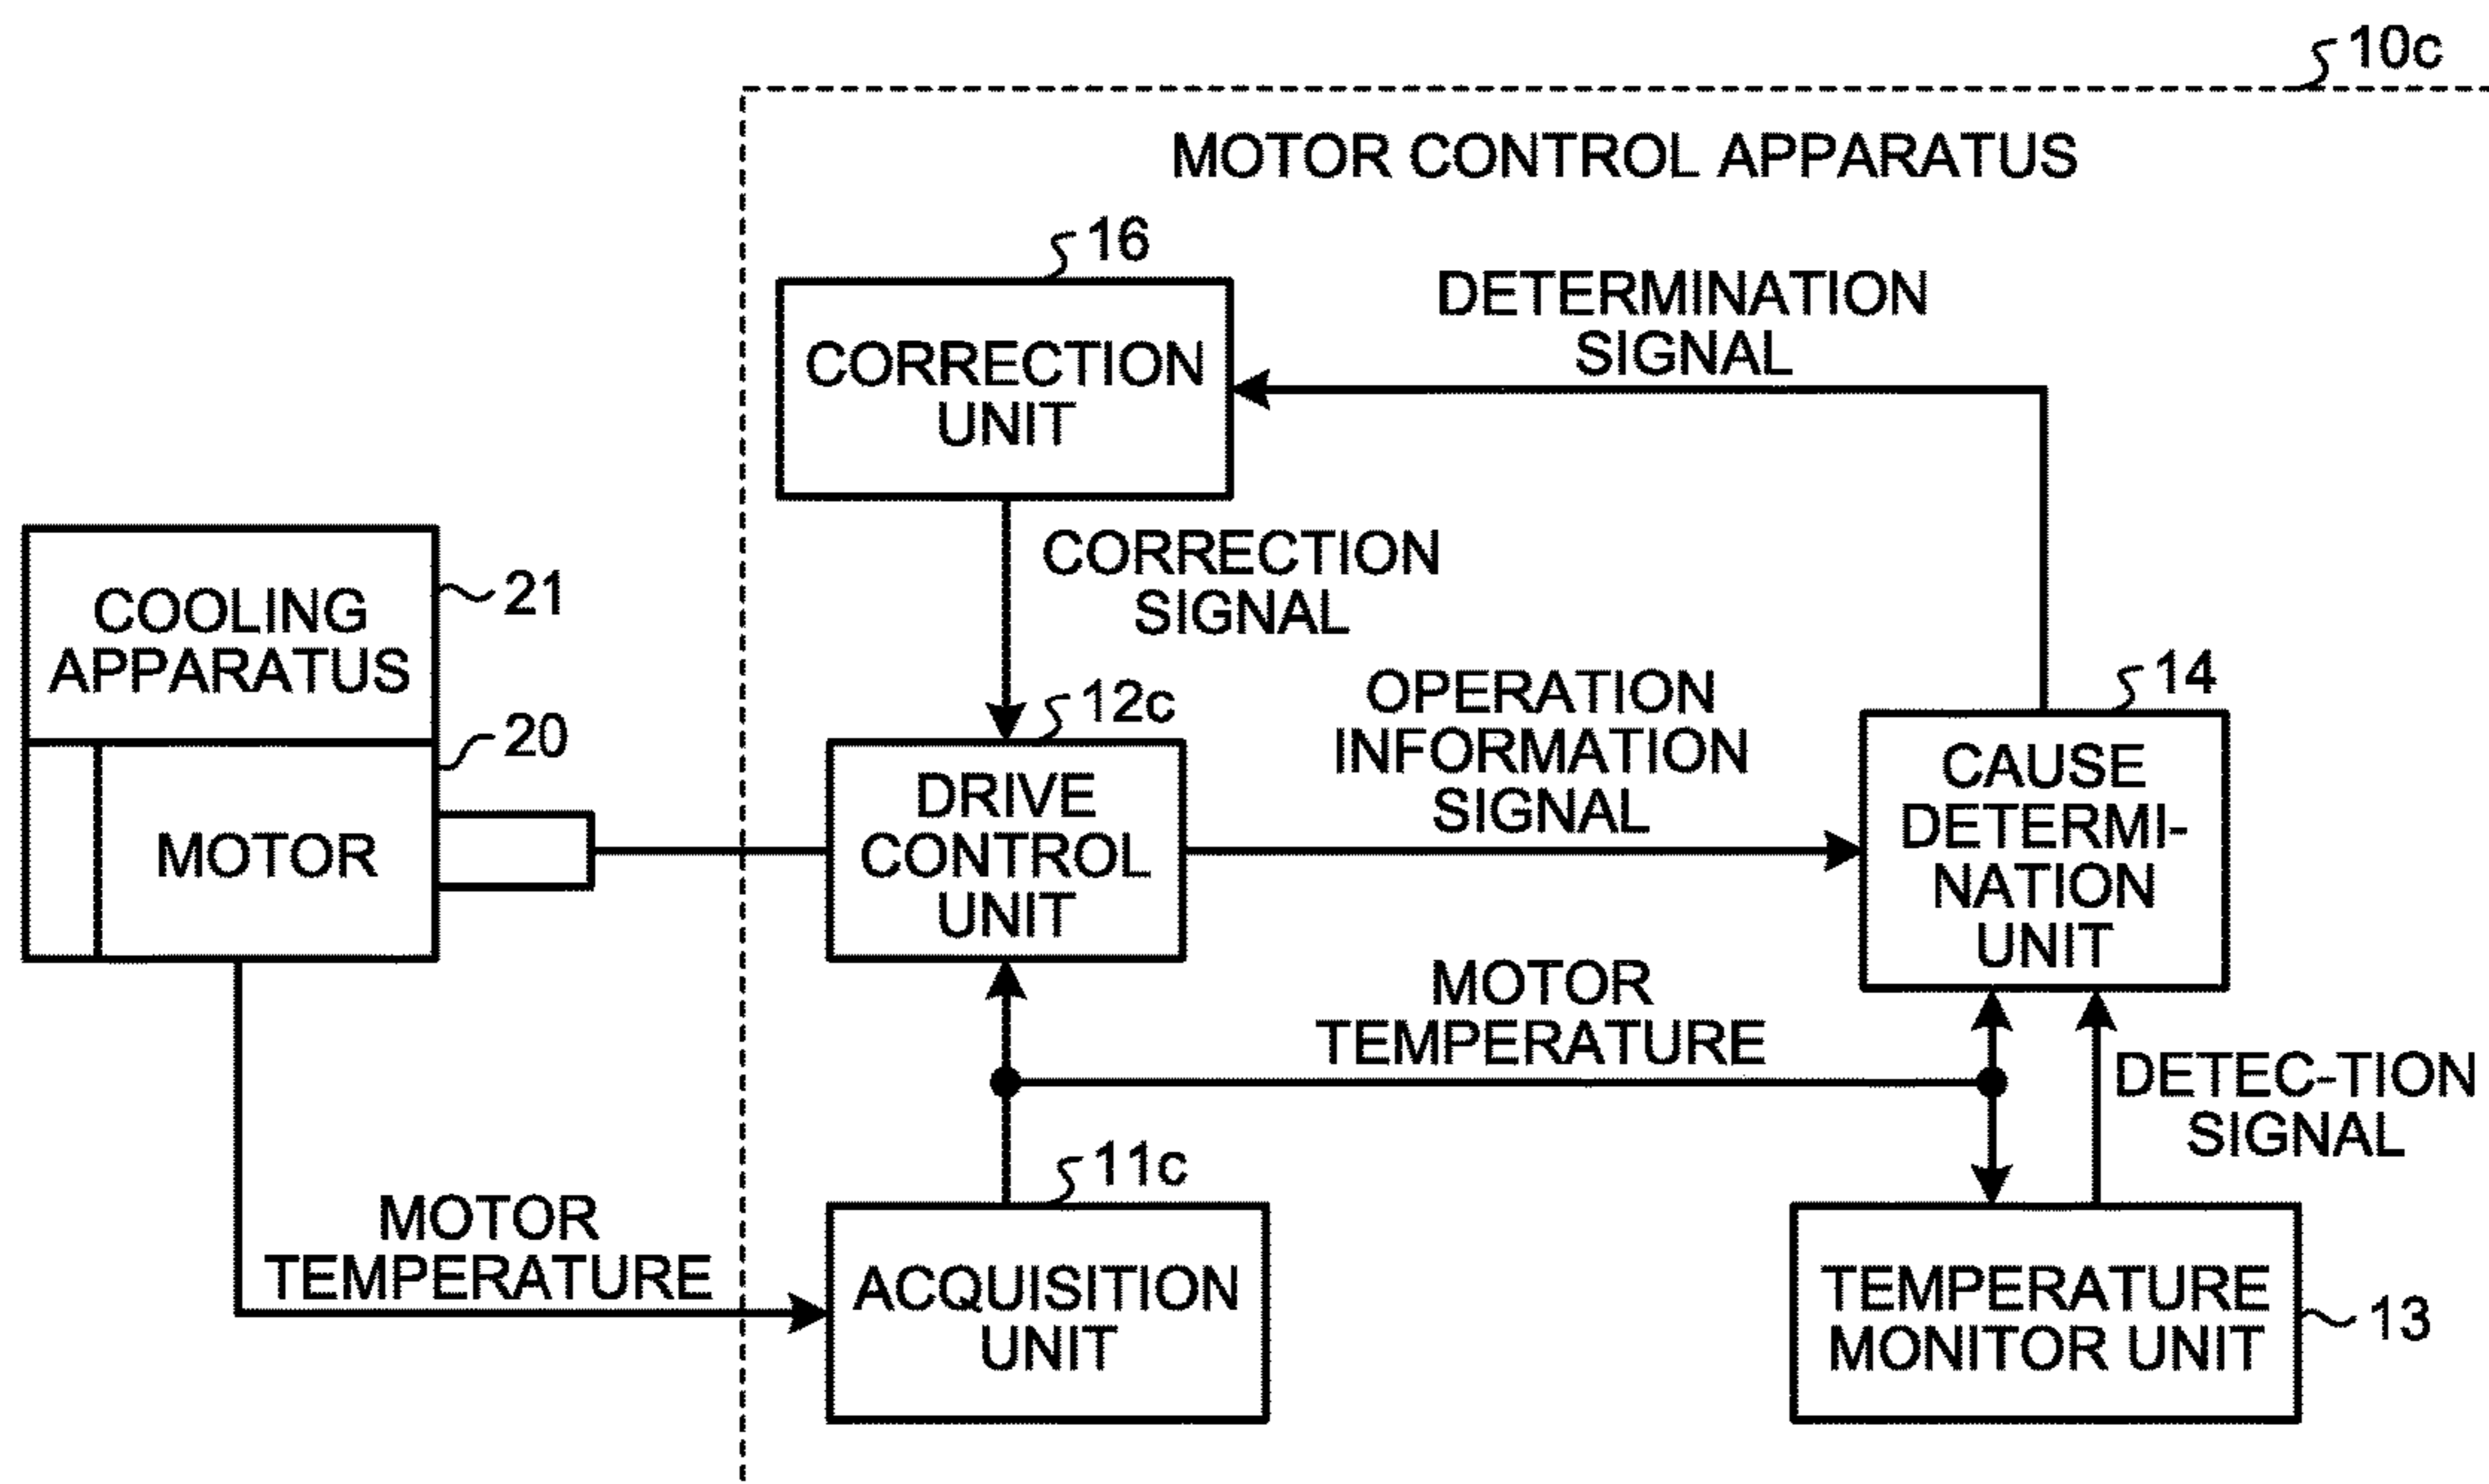 10c
MOTOR CONTROL APPARATUS
16
CORRECTION
UNIT
DETERMINATION
SIGNAL
CORRECTION
SIGNAL
COOLING
APPARATUS
21
20
MOTOR
12c
DRIVE
CONTROL
UNIT
OPERATION
INFORMATION
SIGNAL
14
CAUSE
DETERMI-
NATION
UNIT
MOTOR
TEMPERATURE
DETEC-TION
SIGNAL
MOTOR
TEMPERATURE
11c
ACQUISITION
UNIT
TEMPERATURE
MONITOR UNIT
13